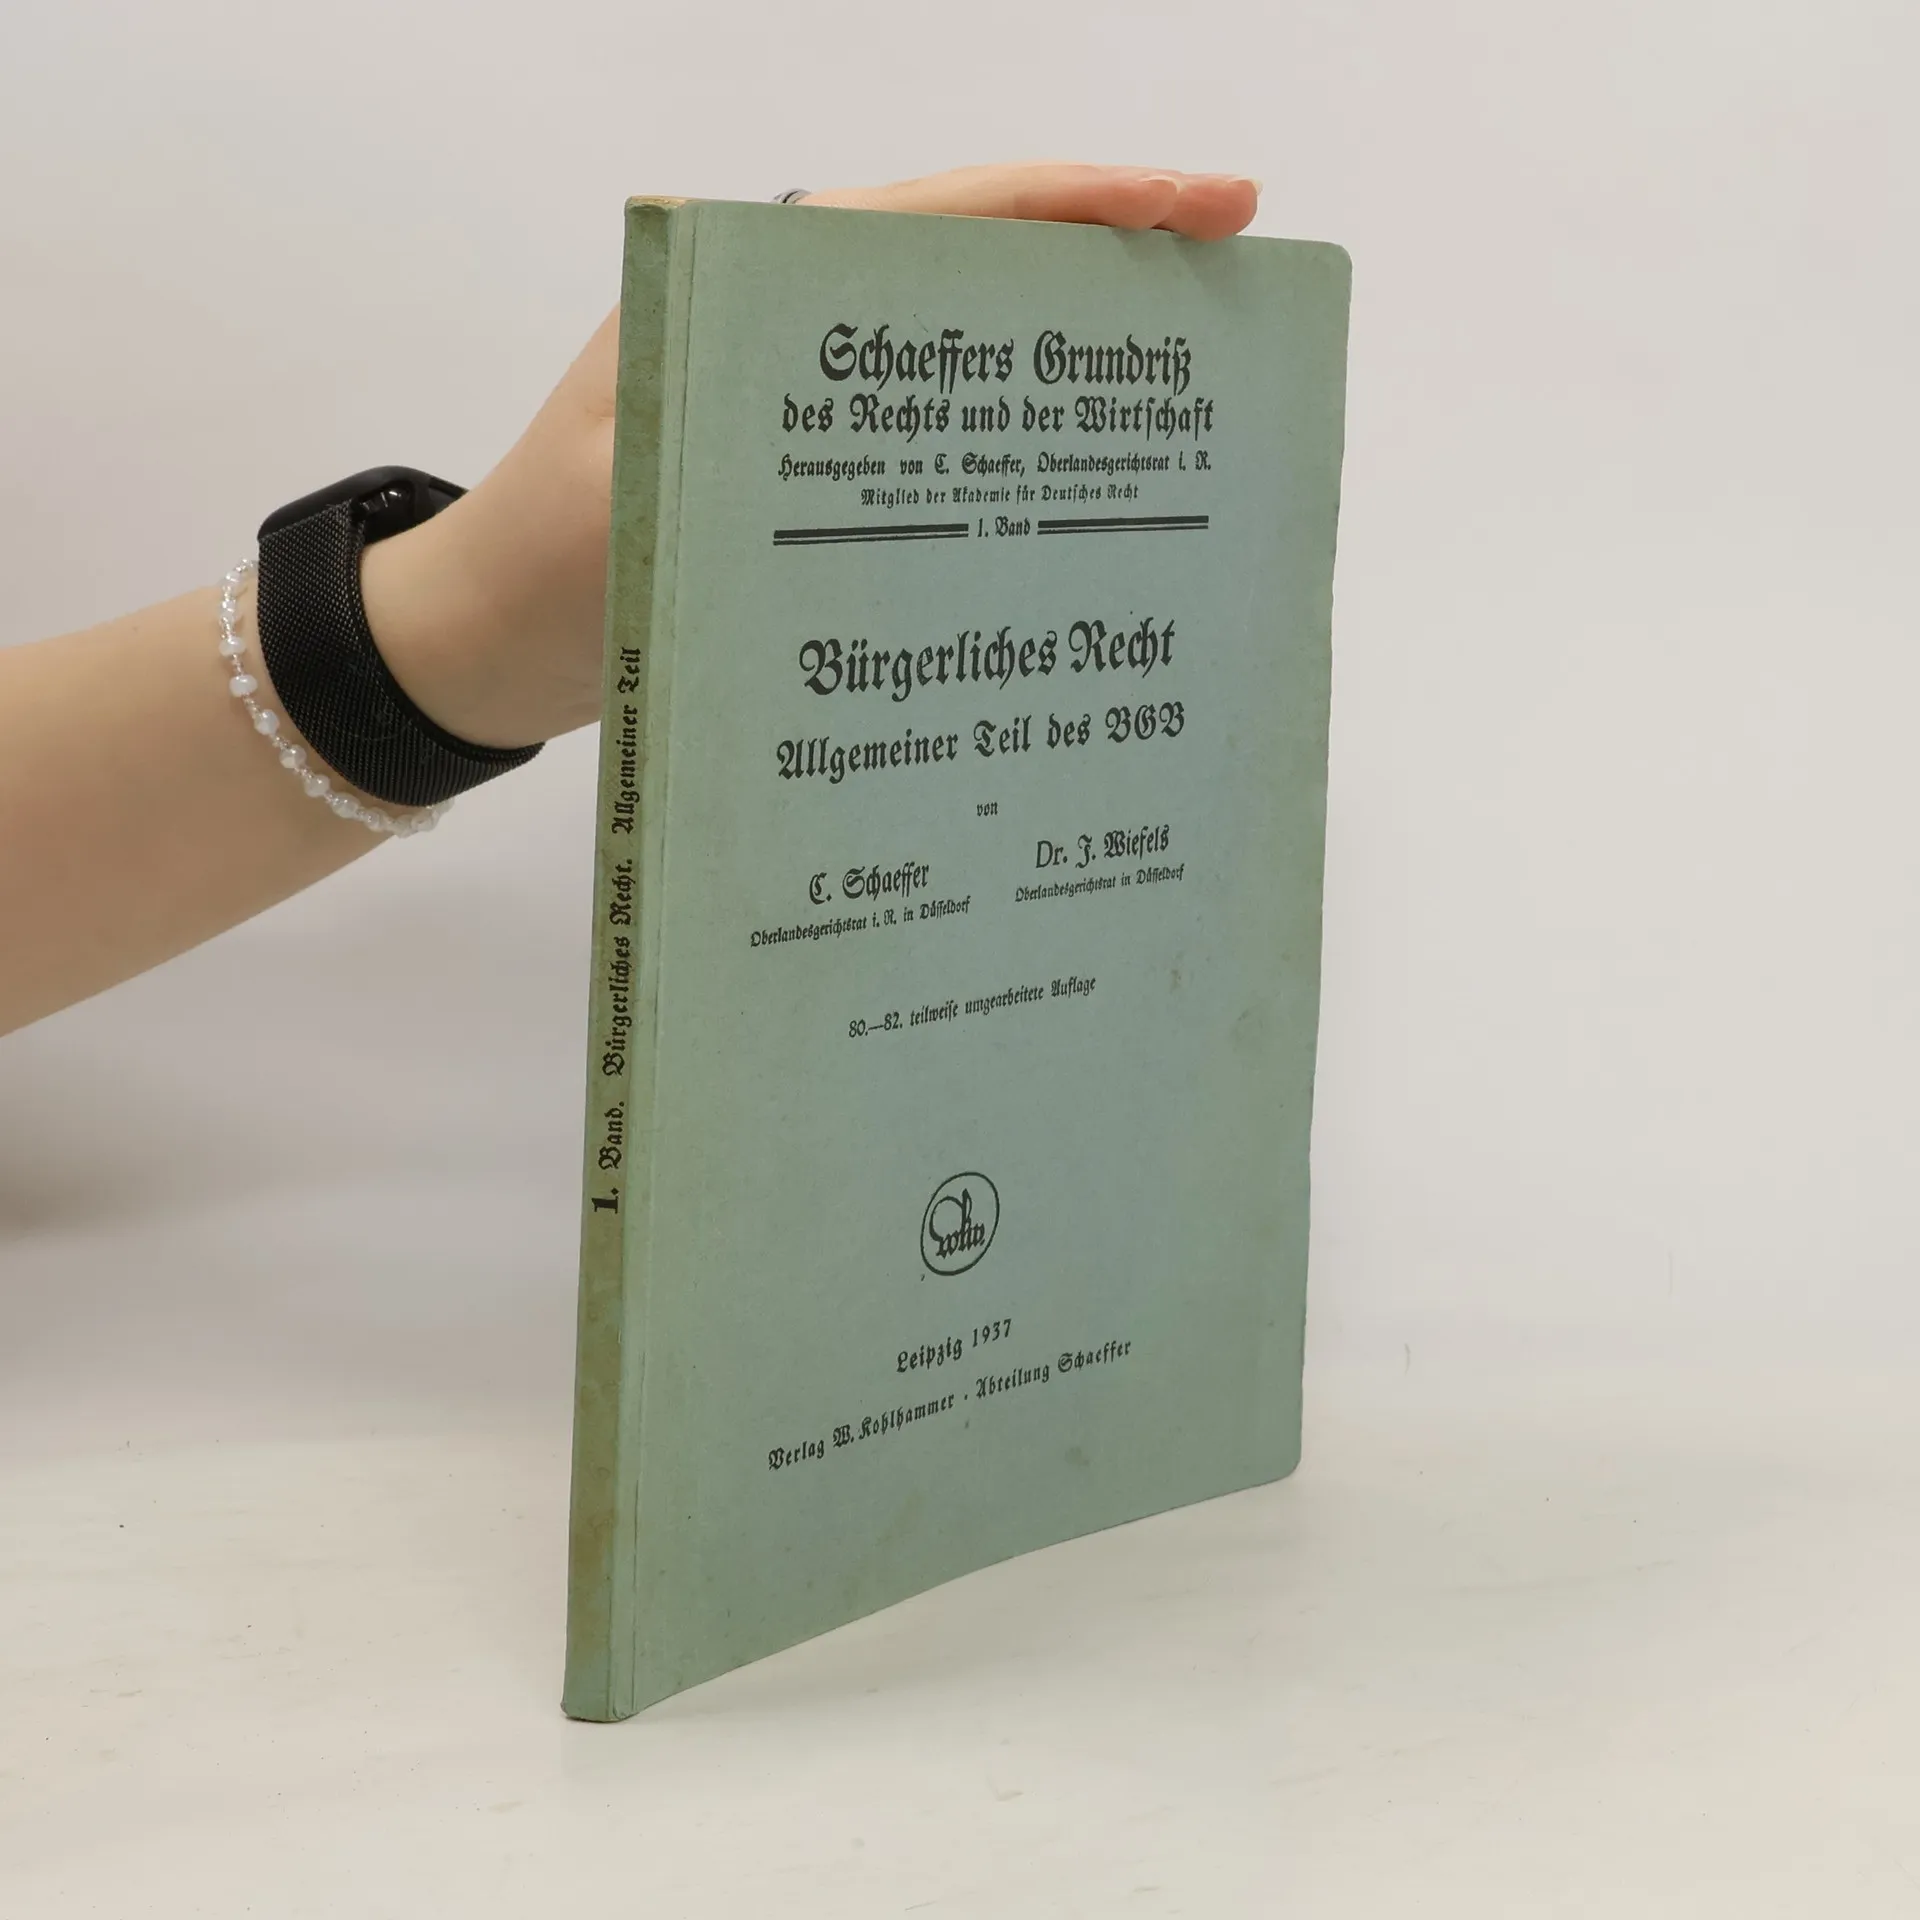 Schaeffers Grundriß
des Rechts und der Wirtschaft
Herausgegeben von C. Schaeffer, Oberlandesgerichtsrat i. R.
Mitglied der Akademie für Deutsches Recht
1. Band
Bürgerliches Recht
Allgemeiner Teil des BGB
von
C. Schaeffer
Oberlandesgerichtsrat i. R. in Düsseldorf
Dr. J. Wiefels
Oberlandesgerichtsrat in Düsseldorf
80.—82. teilweise umgearbeitete Auflage
Leipzig 1937
Verlag W. Kohlhammer · Abteilung Schaeffer
1. Band. Bürgerliches Recht. Allgemeiner Teil